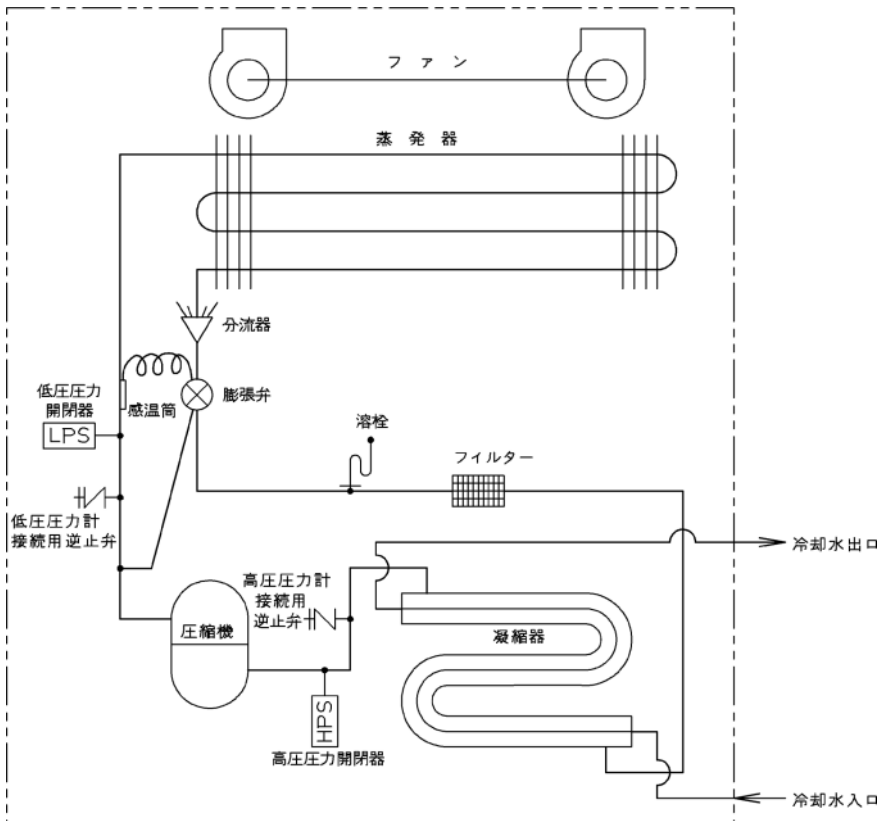 ファン
蒸発器
分流器
低圧圧力
開閉器
LPS
感温筒
膨張弁
溶栓
フィルター
低圧圧力計
接続用逆止弁
冷却水出口
高圧圧力計
接続用
逆止弁
圧縮機
凝縮器
HPS
高圧圧力開閉器
冷却水入口